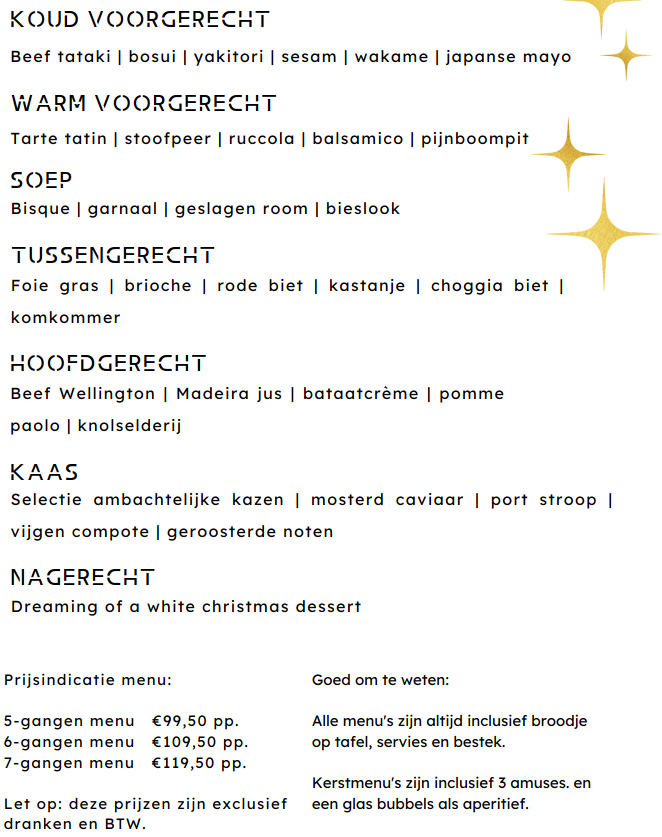 KOUD VOORGERECHT
Beef tataki | bosui | yakitori | sesam | wakame | japanse mayo
WARM VOORGERECHT
Tarte tatin | stoofpeer | ruccola | balsamico | pijnboompit
SOEP
Bisque | garnaal | geslagen room | bieslook
TUSSENGERECHT
Foie gras | brioche | rode biet | kastanje | choggia biet |
komkommer
HOOFDGERECHT
Beef Wellington | Madeira jus | bataatcrème | pomme
paolo | knolselderij
KAAS
Selectie ambachtelijke kazen | mosterd caviaar | port stroop |
vijgen compote | geroosterde noten
NAGERECHT
Dreaming of a white christmas dessert
Prijsindicatie menu:
5-gangen menu €99,50 pp.
6-gangen menu €109,50 pp.
7-gangen menu €119,50 pp.
Let op: deze prijzen zijn exclusief
dranken en BTW.
Goed om te weten:
Alle menu's zijn altijd inclusief broodje
op tafel, servies en bestek.
Kerstmenu's zijn inclusief 3 amuses. en
een glas bubbels als aperitief.